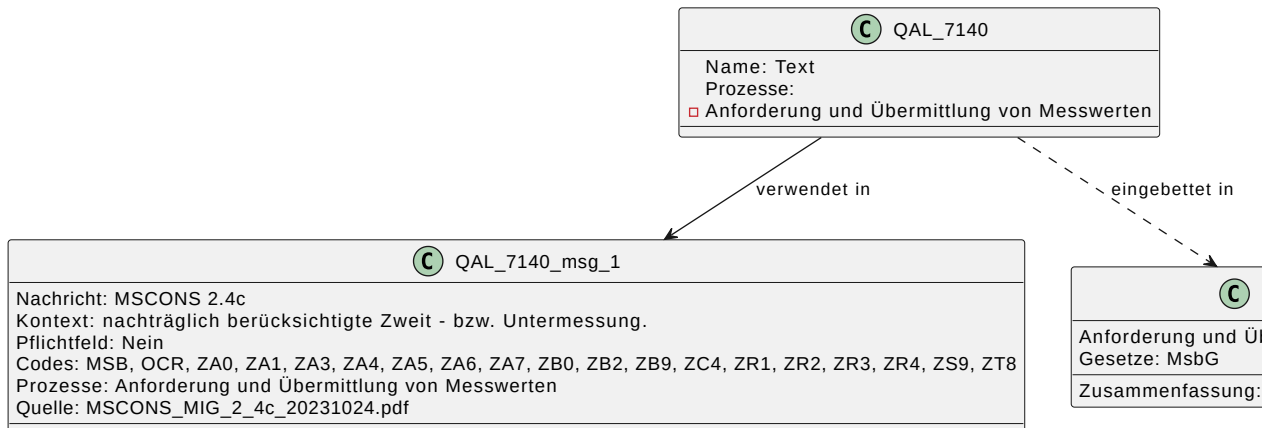 C QAL_7140
Name: Text
Prozesse:
Anforderung und Übermittlung von Messwerten
verwendet in
eingebettet in
C QAL_7140_msg_1
Nachricht: MSCONS 2.4c
Kontext: nachträglich berücksichtigte Zweit - bzw. Untermessung.
Pflichtfeld: Nein
Codes: MSB, OCR, ZA0, ZA1, ZA3, ZA4, ZA5, ZA6, ZA7, ZB0, ZB2, ZB9, ZC4, ZR1, ZR2, ZR3, ZR4, ZS9, ZT8
Prozesse: Anforderung und Übermittlung von Messwerten
Quelle: MSCONS_MIG_2_4c_20231024.pdf
C
Anforderung und
Gesetze: MsbG
Zusammenfassung: